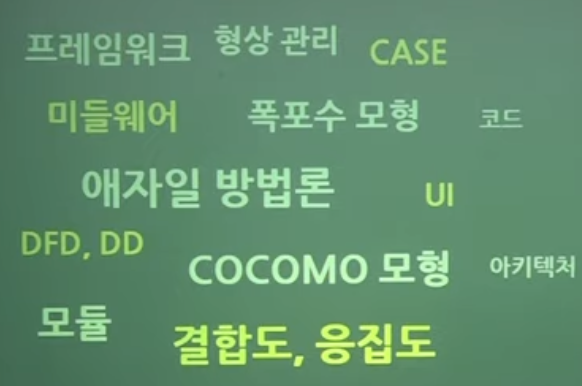 프레임워크 형상 관리 CASE
미들웨어 폭포수 모형 코드
애자일 방법론 UI
DFD, DD
COCOMO 모형 아키텍처
모듈
결합도, 응집도